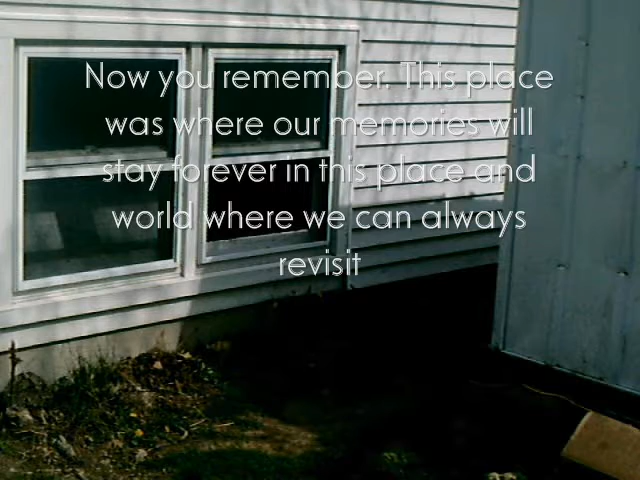 Now you remember. This place
was where our memories will
stay forever in this place and
world where we can always
revisit